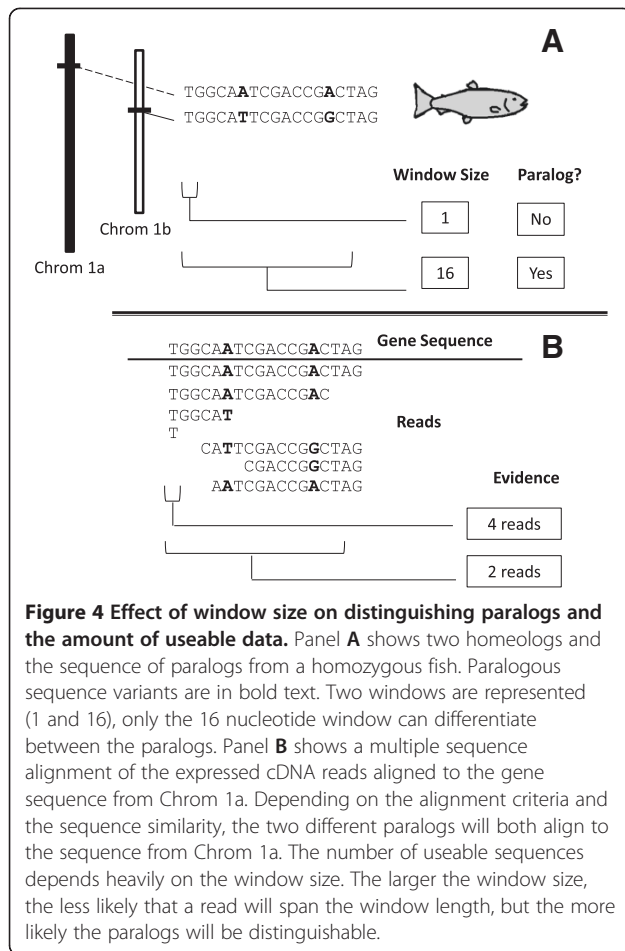 A
TGGCAATCGACCGACTAG
TGGCATTCGACCGGCTAG
Window Size Paralog?
1 No
Chrom 1b
16 Yes
Chrom 1a
TGGCAATCGACCGACTAG Gene Sequence
B
TGGCAATCGACCGACTAG
TGGCAATCGACCGAC
TGGCAT Reads
T
CATTCGACCGGCTAG
CGACCGGCTAG
AATCGACCGACTAG
Evidence
4 reads
2 reads
Figure 4 Effect of window size on distinguishing paralogs and
the amount of useable data. Panel A shows two homeologs and
the sequence of paralogs from a homozygous fish. Paralogous
sequence variants are in bold text. Two windows are represented
(1 and 16), only the 16 nucleotide window can differentiate
between the paralogs. Panel B shows a multiple sequence
alignment of the expressed cDNA reads aligned to the gene
sequence from Chrom 1a. Depending on the alignment criteria and
the sequence similarity, the two different paralogs will both align to
the sequence from Chrom 1a. The number of useable sequences
depends heavily on the window size. The larger the window size,
the less likely that a read will span the window length, but the more
likely the paralogs will be distinguishable.